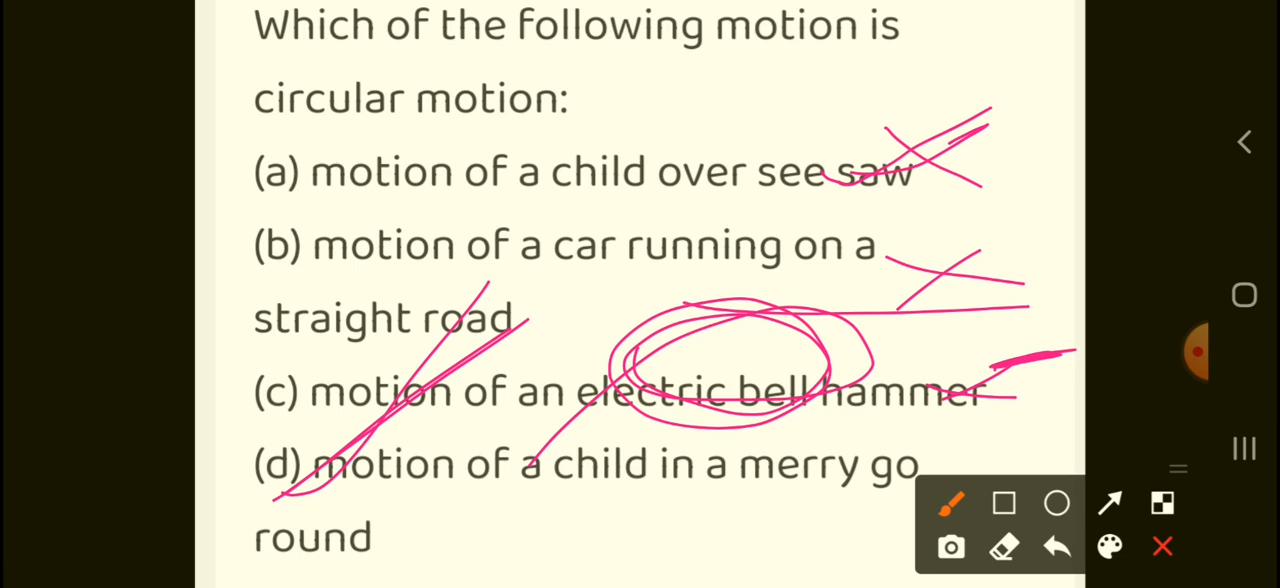 Which of the following motion is
circular motion:
(a) motion of a child over see saw
(b) motion of a car running on a
straight road
(c) motion of an electric bell hammer
(d) motion of a child in a merry go
round